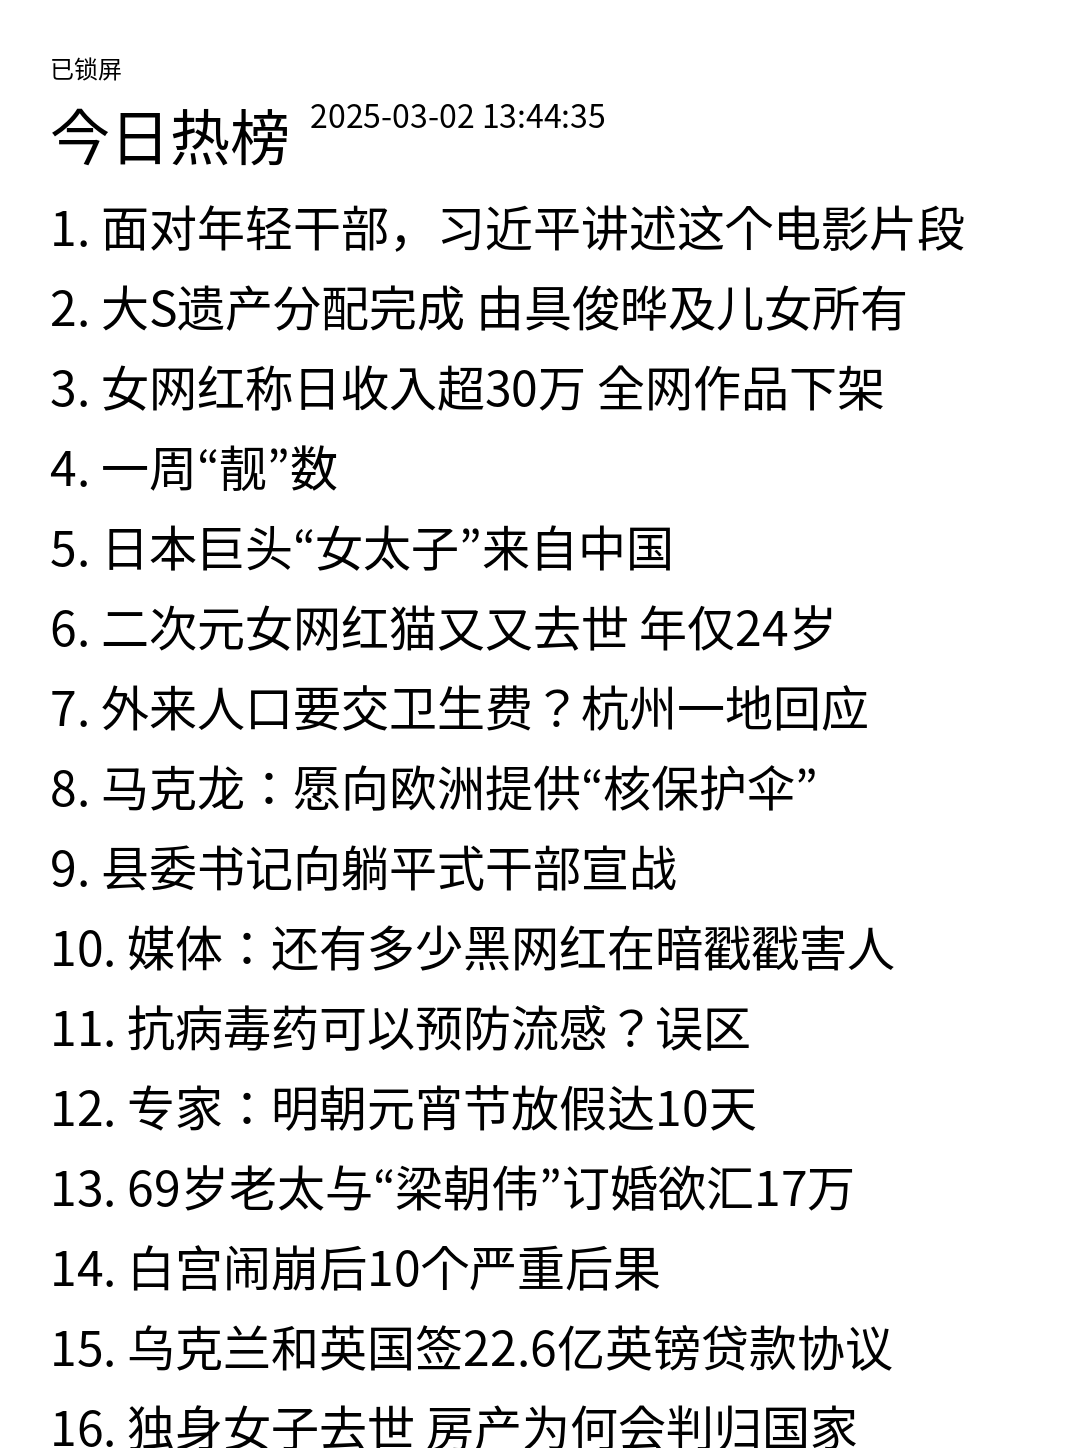 已锁屏
今日热榜 2025-03-02 13:44:35
1. 面对年轻干部，习近平讲述这个电影片段
2. 大S遗产分配完成 由具俊晔及儿女所有
3. 女网红称日收入超30万 全网作品下架
4. 一周“靓”数
5. 日本巨头“女太子”来自中国
6. 二次元女网红猫又又去世 年仅24岁
7. 外来人口要交卫生费？杭州一地回应
8. 马克龙：愿向欧洲提供“核保护伞”
9. 县委书记向躺平式干部宣战
10. 媒体：还有多少黑网红在暗戳戳害人
11. 抗病毒药可以预防流感？误区
12. 专家：明朝元宵节放假达10天
13. 69岁老太与“梁朝伟”订婚欲汇17万
14. 白宫闹崩后10个严重后果
15. 乌克兰和英国签22.6亿英镑贷款协议
16. 独身女子去世 房产为何会判归国家